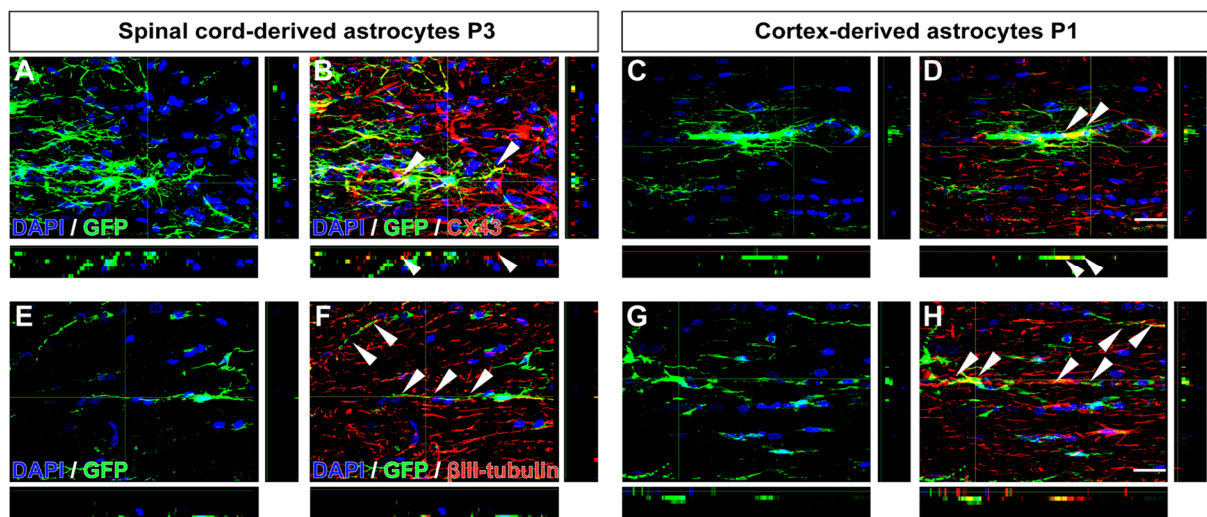 Spinal cord-derived astrocytes P3
Cortex-derived astrocytes P1
A
B
C
D
DAPI / GFP
DAPI / GFP / CX43
E
F
G
H
DAPI / GFP
DAPI / GFP / βIII-tubulin